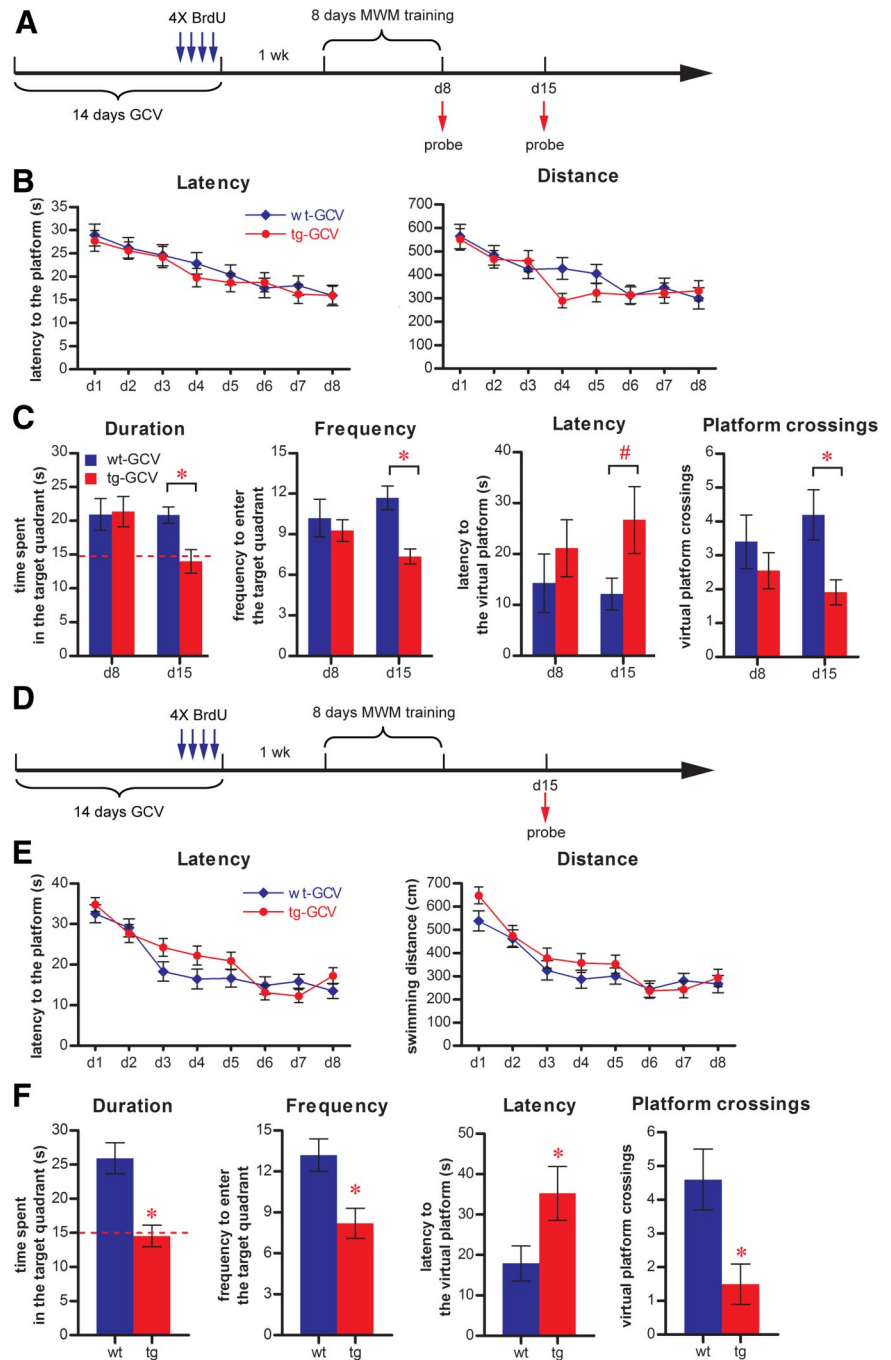 A
4X BrdU
8 days MWM training
1 wk
14 days GCV
d8
d15
probe
probe
B
Latency
Distance
latency to the platform (s)
35
30
25
20
15
10
5
0
wt-GCV
tg-GCV
d1 d2 d3 d4 d5 d6 d7 d8
700
600
500
400
300
200
100
0
d1 d2 d3 d4 d5 d6 d7 d8
C
Duration
Frequency
Latency
Platform crossings
time spent
in the target quadrant (s)
30
25
20
15
10
5
0
wt-GCV
tg-GCV
*
d8 d15
frequency to enter
the target quadrant
15
12
9
6
3
0
*
d8 d15
latency to
the virtual platform (s)
40
30
20
10
0
#
d8 d15
virtual platform crossings
6
5
4
3
2
1
0
*
d8 d15
D
4X BrdU
8 days MWM training
1 wk
14 days GCV
d15
probe
E
Latency
Distance
latency to the platform (s)
40
30
20
10
0
wt-GCV
tg-GCV
d1 d2 d3 d4 d5 d6 d7 d8
swimming distance (cm)
700
600
500
400
300
200
100
0
d1 d2 d3 d4 d5 d6 d7 d8
F
Duration
Frequency
Latency
Platform crossings
time spent
in the target quadrant (s)
30
25
20
15
10
5
0
*
wt tg
frequency to enter
the target quadrant
15
12
9
6
3
0
*
wt tg
latency to
the virtual platform (s)
50
40
30
20
10
0
*
wt tg
virtual platform crossings
6
5
4
3
2
1
0
*
wt tg